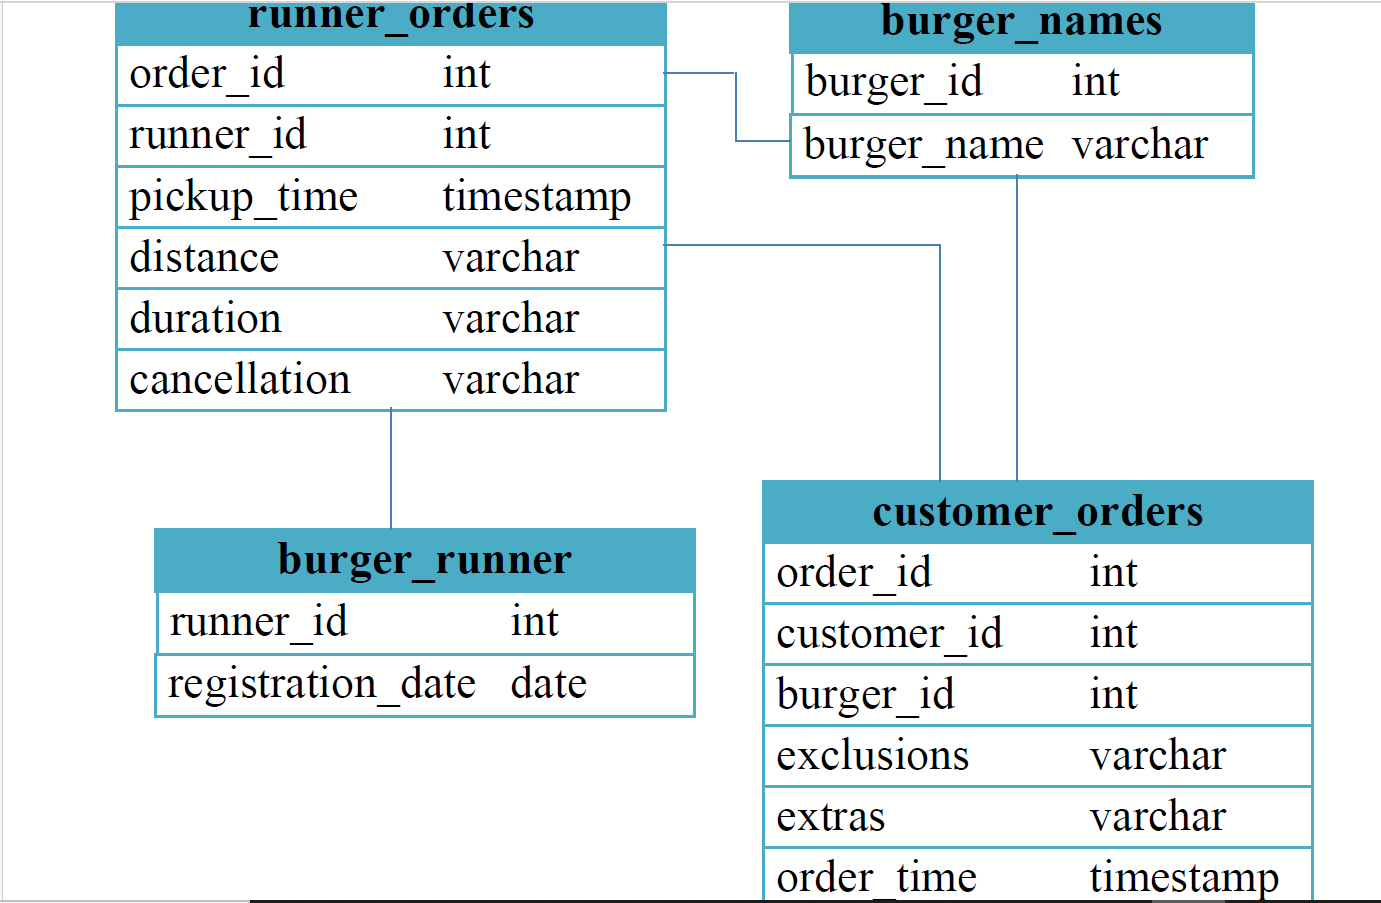 runner_orders
order_id int
runner_id int
pickup_time timestamp
distance varchar
duration varchar
cancellation varchar
burger_names
burger_id int
burger_name varchar
burger_runner
runner_id int
registration_date date
customer_orders
order_id int
customer_id int
burger_id int
exclusions varchar
extras varchar
order_time timestamp